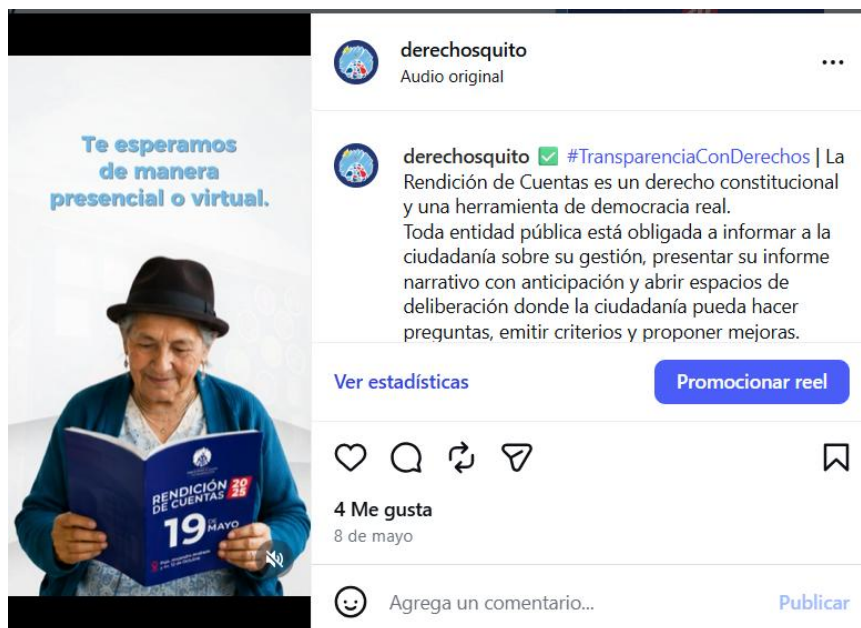 Te esperamos
de manera
presencial o virtual.
RENDICIÓN 2025
DE CUENTAS
19 DE MAYO
derechosquito
Audio original
derechosquito ✅ #TransparenciaConDerechos | La
Rendición de Cuentas es un derecho constitucional
y una herramienta de democracia real.
Toda entidad pública está obligada a informar a la
ciudadanía sobre su gestión, presentar su informe
narrativo con anticipación y abrir espacios de
deliberación donde la ciudadanía pueda hacer
preguntas, emitir criterios y proponer mejoras.
Ver estadísticas
Promocionar reel
4 Me gusta
8 de mayo
Agrega un comentario...
Publicar